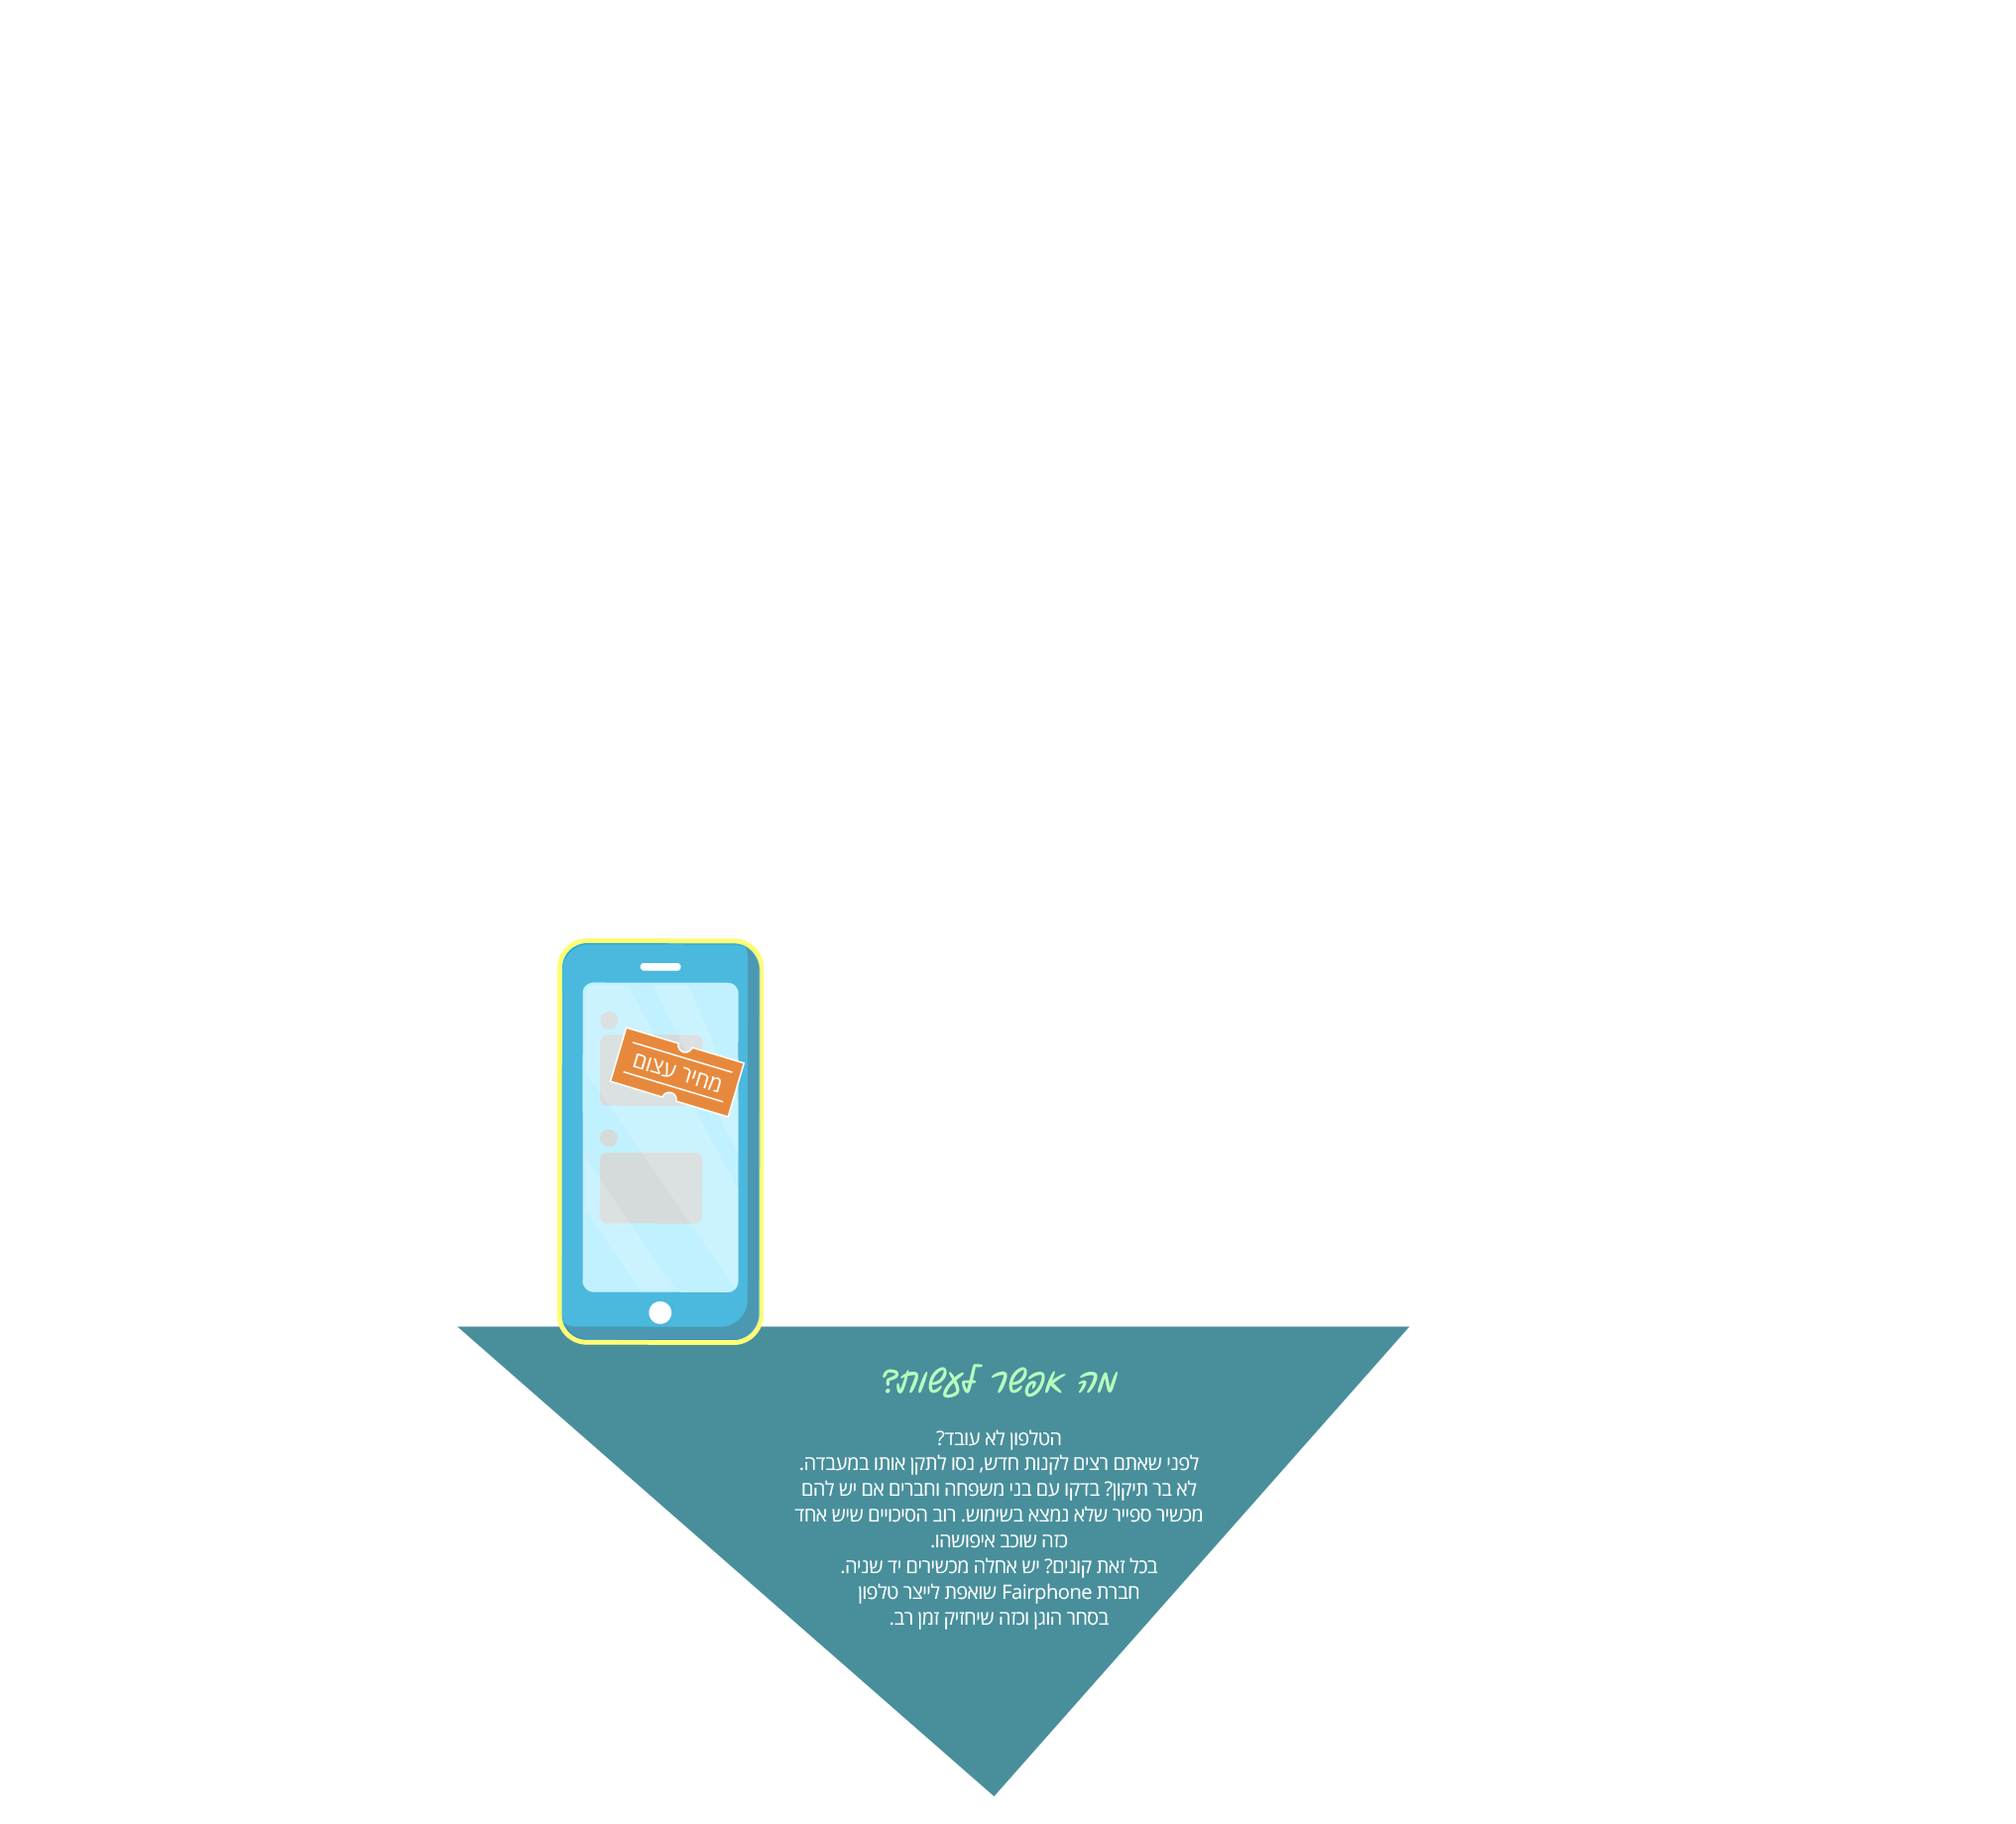 מחיר עצום
מה אפשר לעשות?
הטלפון לא עובד?
לפני שאתם רצים לקנות חדש, נסו לתקן אותו במעבדה.
לא בר תיקון? בדקו עם בני משפחה וחברים אם יש להם
מכשיר ספייר שלא נמצא בשימוש. רוב הסיכויים שיש אחד
כזה שוכב איפושהו.
בכל זאת קונים? יש אחלה מכשירים יד שניה.
חברת Fairphone שואפת לייצר טלפון
בסחר הוגן וכזה שיחזיק זמן רב.